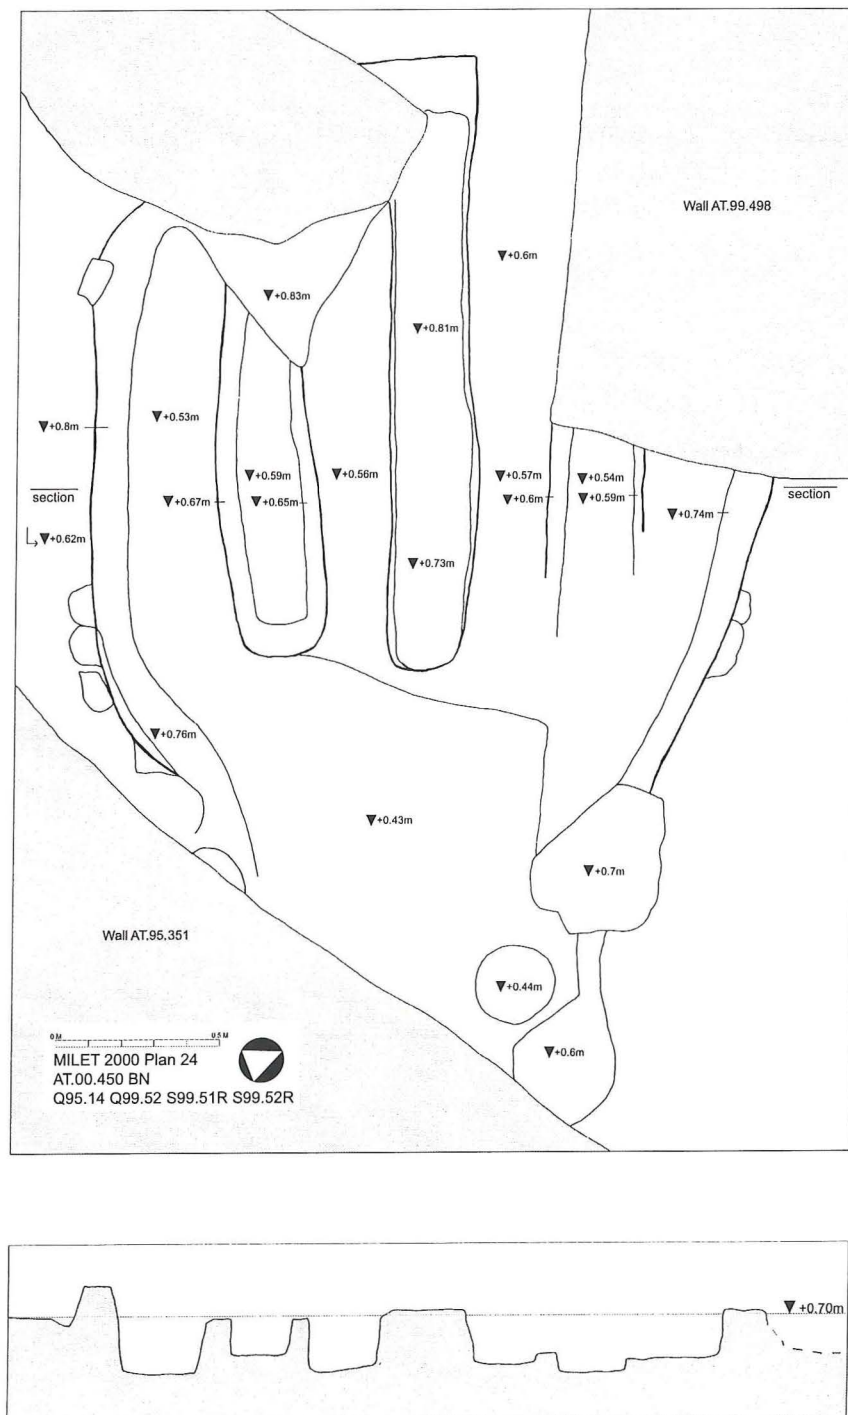 Wall AT.99.498
▼+0.6m
▼+0.83m
▼+0.81m
▼+0.53m
▼+0.8m
▼+0.59m
▼+0.56m
▼+0.57m
▼+0.54m
section
▼+0.67m
▼+0.65m
▼+0.6m
▼+0.59m
section
▼+0.74m
▼+0.62m
▼+0.73m
▼+0.76m
▼+0.43m
▼+0.7m
Wall AT.95.351
▼+0.44m
0 M 0.5 M
▼+0.6m
MILET 2000 Plan 24
AT.00.450 BN
Q95.14 Q99.52 S99.51R S99.52R
▼+0.70m